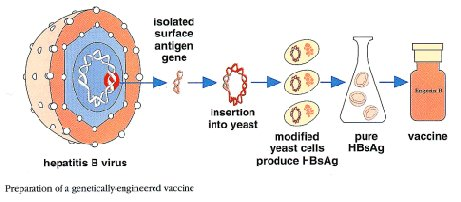 isolated
surface
antigen
gene
insertion
into yeast
hepatitis B virus
modified
yeast cells
produce HBsAg
pure
HBsAg
Engerix B
vaccine
Preparation of a genetically-engineered vaccine